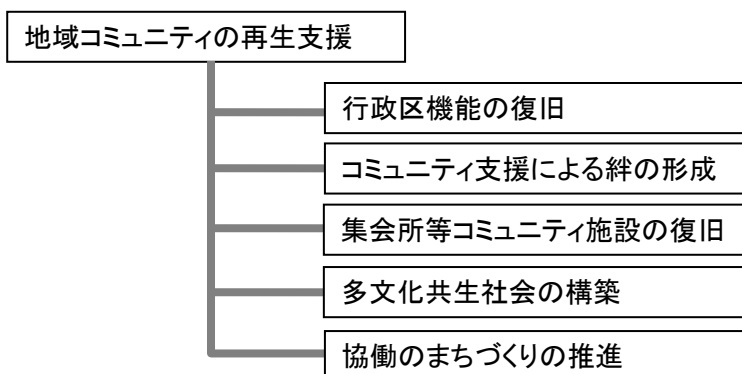 地域コミュニティの再生支援
行政区機能の復旧
コミュニティ支援による絆の形成
集会所等コミュニティ施設の復旧
多文化共生社会の構築
協働のまちづくりの推進